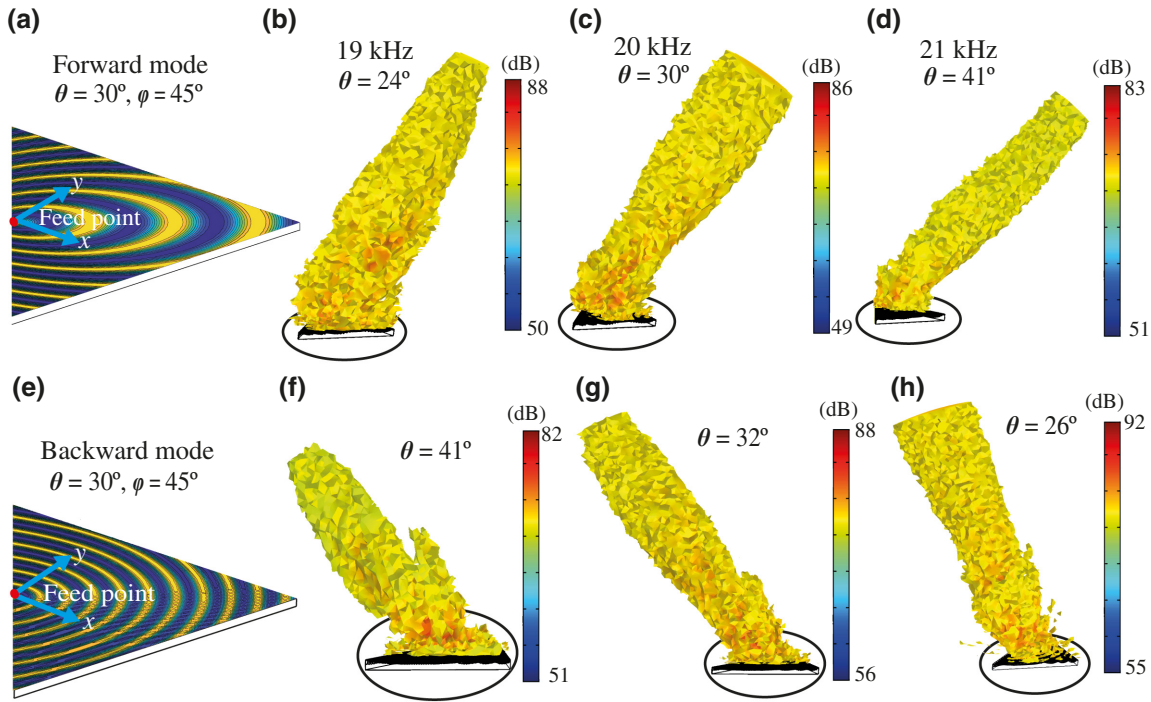 (a)
Forward mode
θ = 30º, φ = 45º
y
Feed point
x
(b)
19 kHz
θ = 24º
(dB)
88
50
(c)
20 kHz
θ = 30º
(dB)
86
49
(d)
21 kHz
θ = 41º
(dB)
83
51
(e)
Backward mode
θ = 30º, φ = 45º
y
Feed point
x
(f)
θ = 41º
(dB)
82
51
(g)
θ = 32º
(dB)
88
56
(h)
θ = 26º
(dB)
92
55